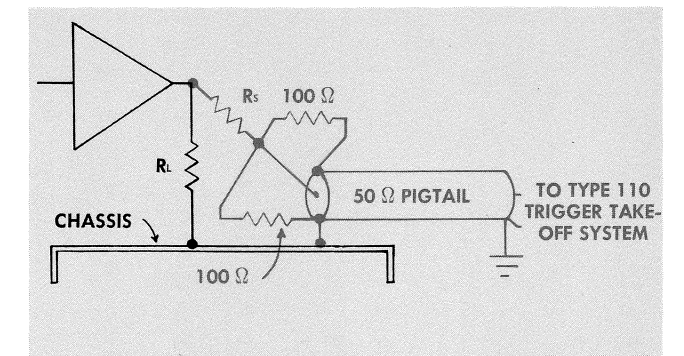 Rs 100 Ω
RL
50 Ω PIGTAIL
TO TYPE 110
TRIGGER TAKE-
OFF SYSTEM
CHASSIS
100 Ω